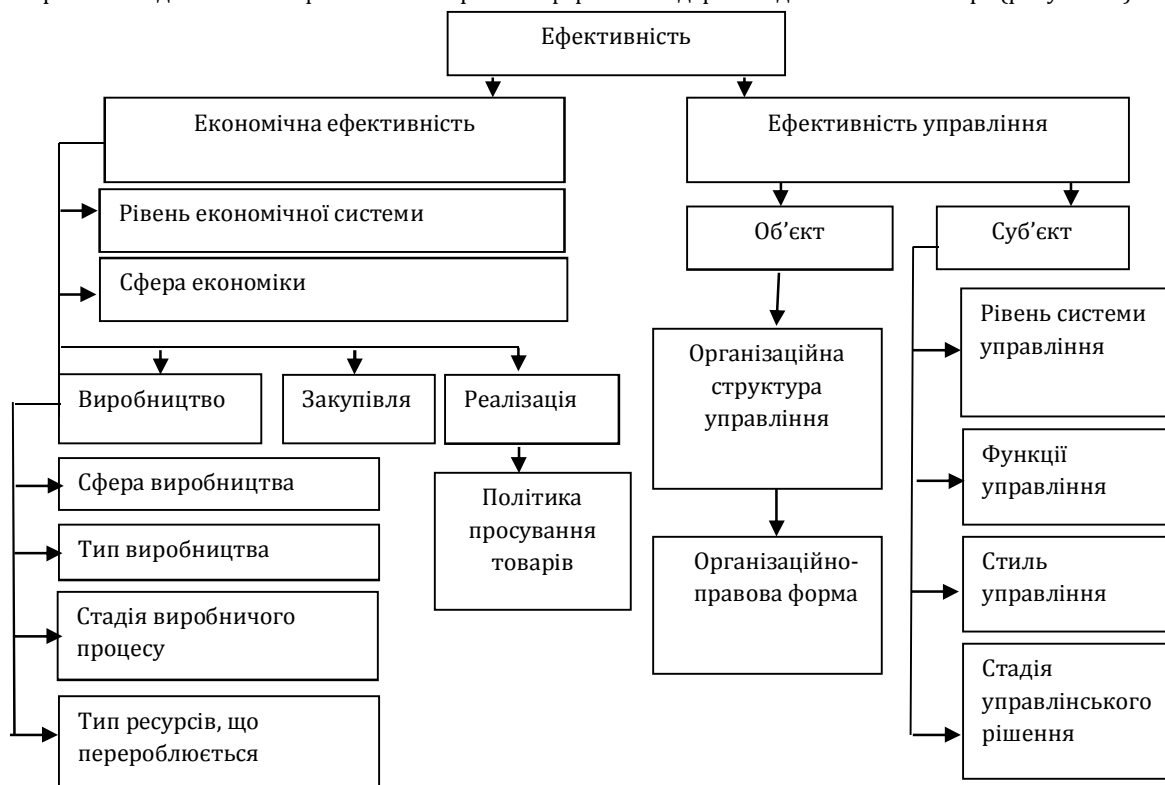 Ефективність
Економічна ефективність
Ефективність управління
Рівень економічної системи
Об’єкт
Суб’єкт
Сфера економіки
Рівень системи
управління
Організаційна
структура
управління
Виробництво
Закупівля
Реалізація
Функції
управління
Сфера виробництва
Політика
просування
товарів
Тип виробництва
Організаційно-
правова форма
Стиль
управління
Стадія виробничого
процесу
Стадія
управлінського
рішення
Тип ресурсів, що
перероблюється